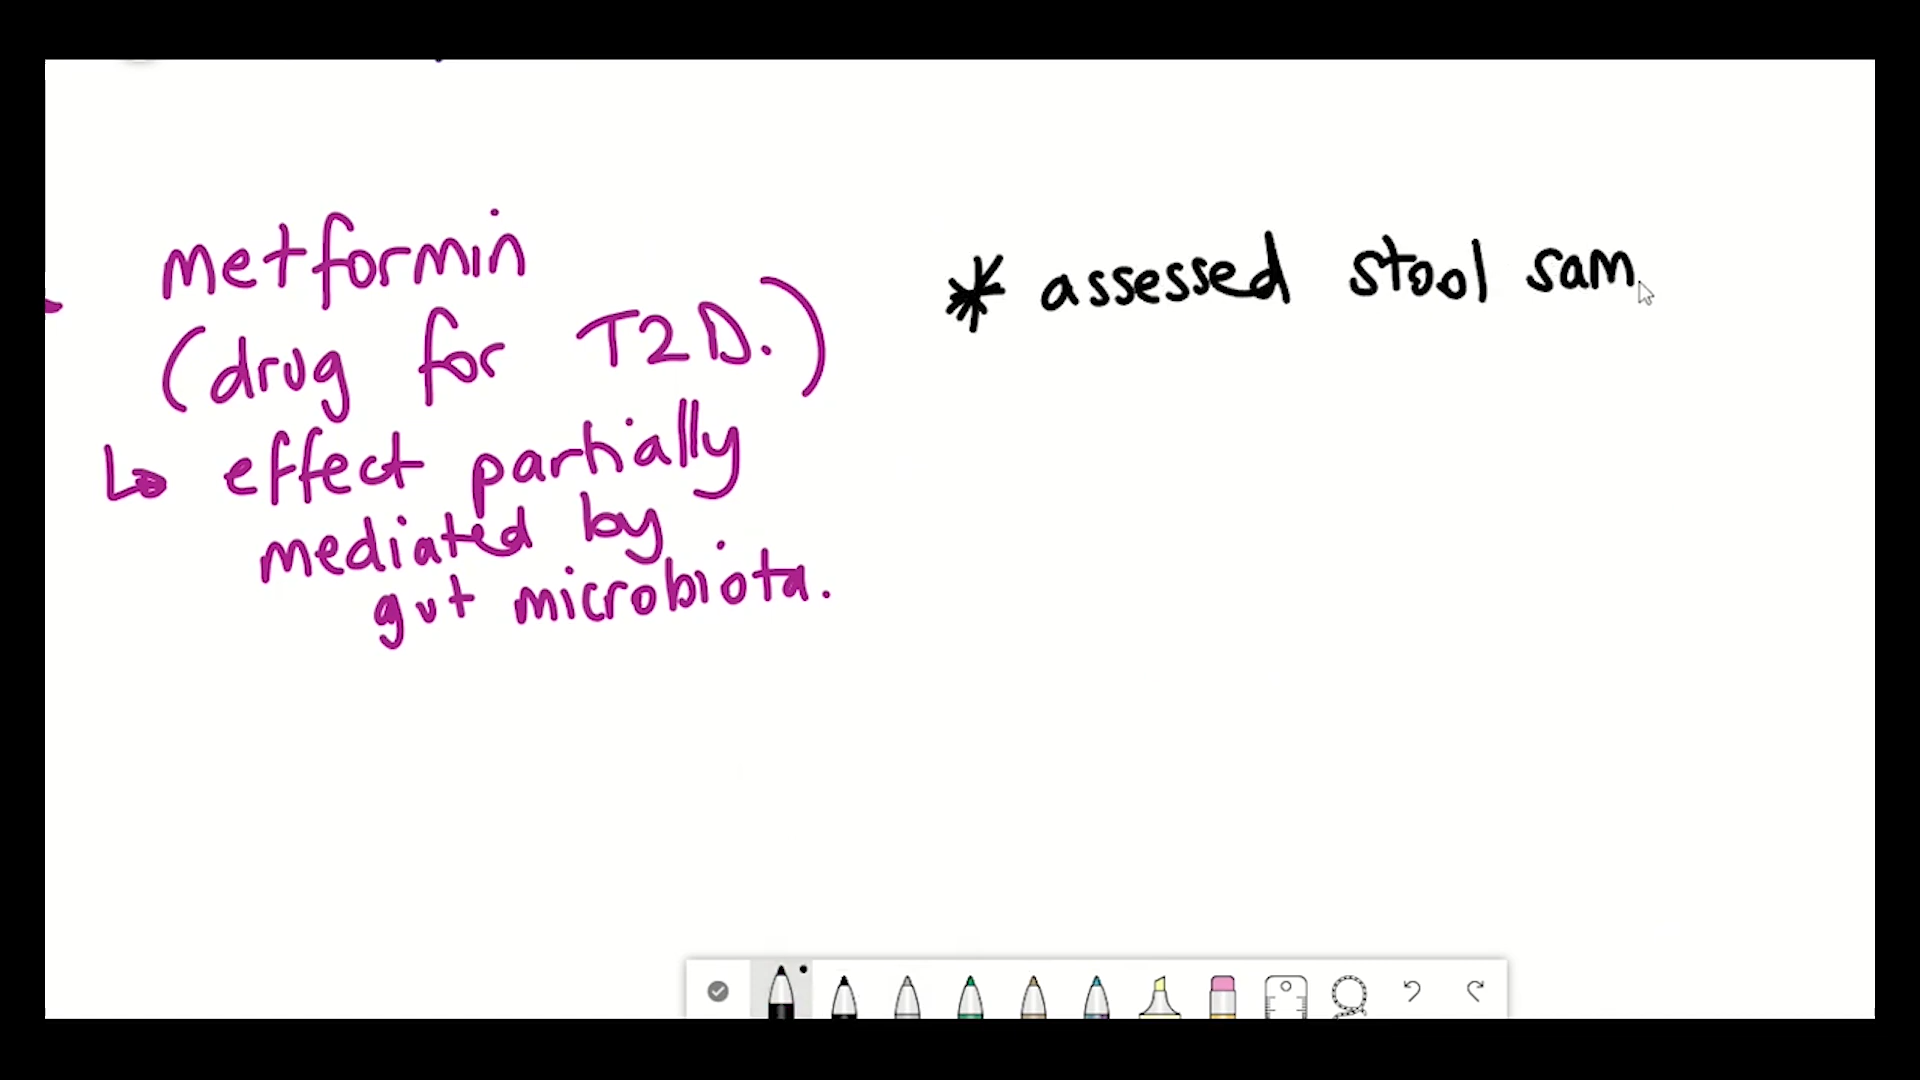 metformin
(drug for T2D.)
↳ effect partially
mediated by
gut microbiota.
* assessed stool sam